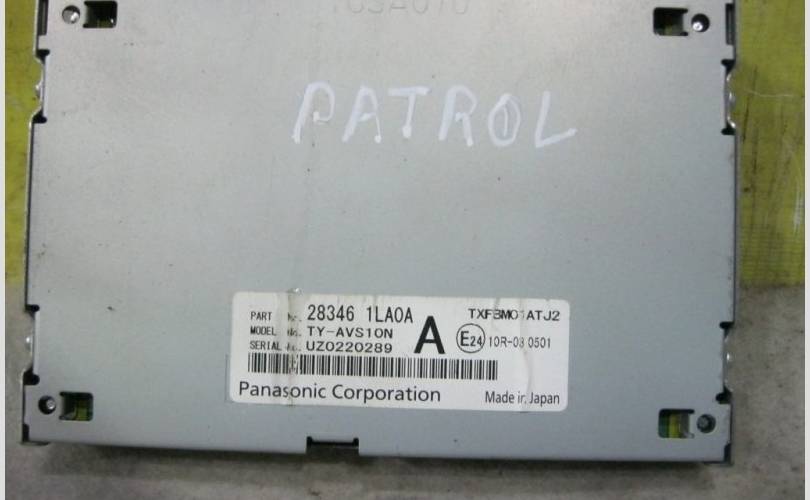 PATROL
PART No. 28346 1LA0A TXFBM01ATJ2
MODEL No. TY-AVS10N A E24 10R-03 0501
SERIAL No. UZ0220289
Panasonic Corporation Made in Japan